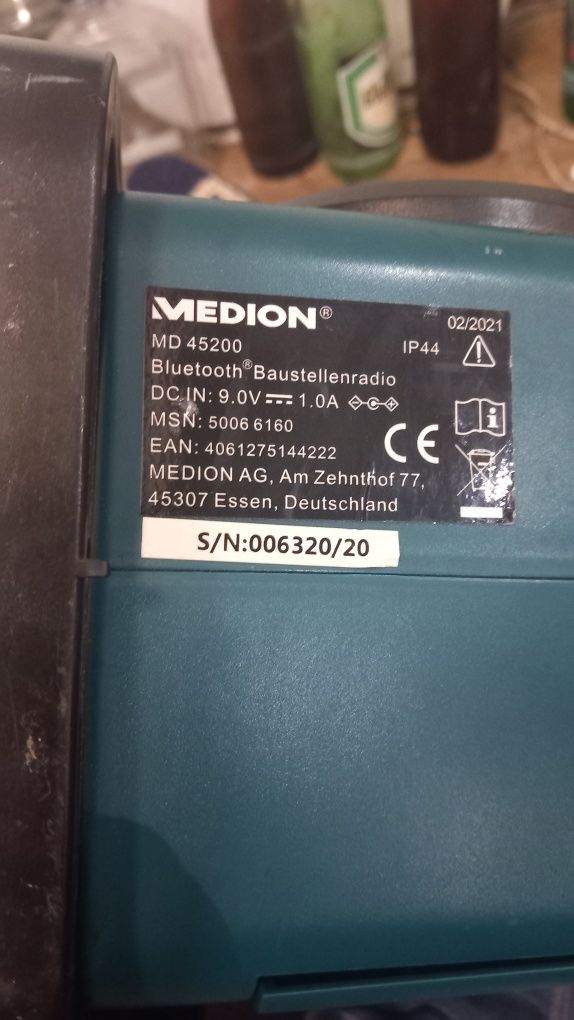 MEDION®
02/2021
MD 45200
IP44
Bluetooth® Baustellenradio
DC IN: 9.0V ⎓ 1.0A
MSN: 5006 6160
EAN: 4061275144222
CE
MEDION AG, Am Zehnthof 77,
45307 Essen, Deutschland
S/N:006320/20